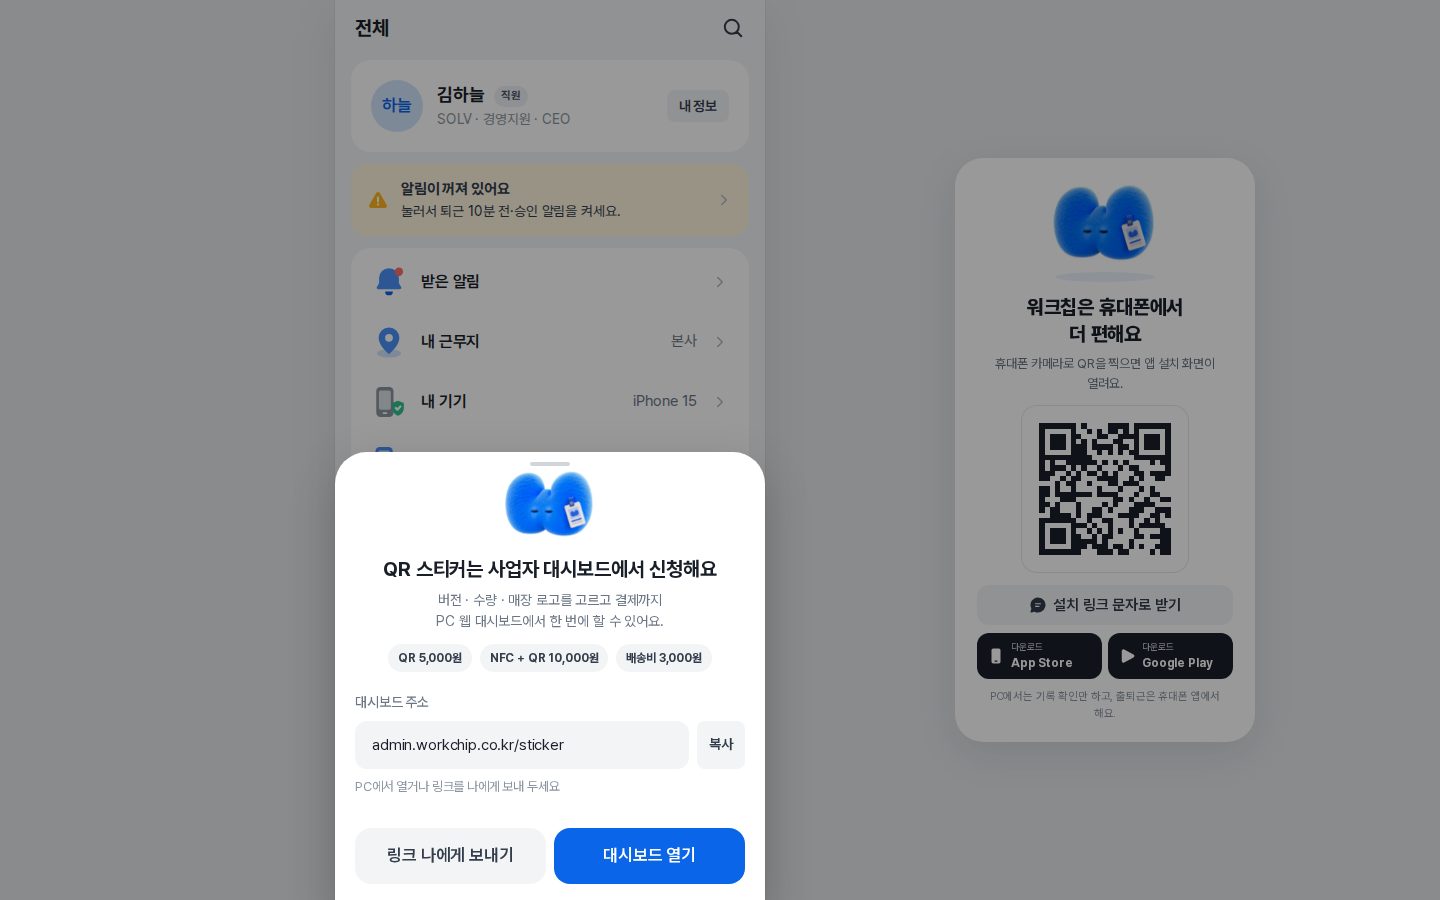 전체
하늘
김하늘 직원
SOLV · 경영지원 · CEO
내 정보
알림이 꺼져 있어요
눌러서 퇴근 10분 전·승인 알림을 켜세요.
받은 알림
내 근무지 본사
내 기기 iPhone 15
QR 스티커는 사업자 대시보드에서 신청해요
버전 · 수량 · 매장 로고를 고르고 결제까지
PC 웹 대시보드에서 한 번에 할 수 있어요.
QR 5,000원 NFC + QR 10,000원 배송비 3,000원
대시보드 주소
admin.workchip.co.kr/sticker 복사
PC에서 열거나 링크를 나에게 보내 두세요
링크 나에게 보내기 대시보드 열기
워크칩은 휴대폰에서
더 편해요
휴대폰 카메라로 QR을 찍으면 앱 설치 화면이
열려요.
설치 링크 문자로 받기
다운로드
App Store
다운로드
Google Play
PC에서는 기록 확인만 하고, 출퇴근은 휴대폰 앱에서
해요.